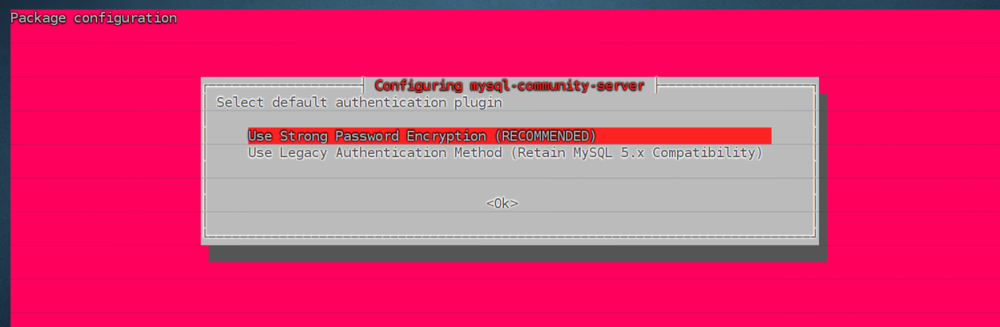 Package configuration
Configuring mysql-community-server
Select default authentication plugin
Use Strong Password Encryption (RECOMMENDED)
Use Legacy Authentication Method (Retain MySQL 5.x Compatibility)
<Ok>